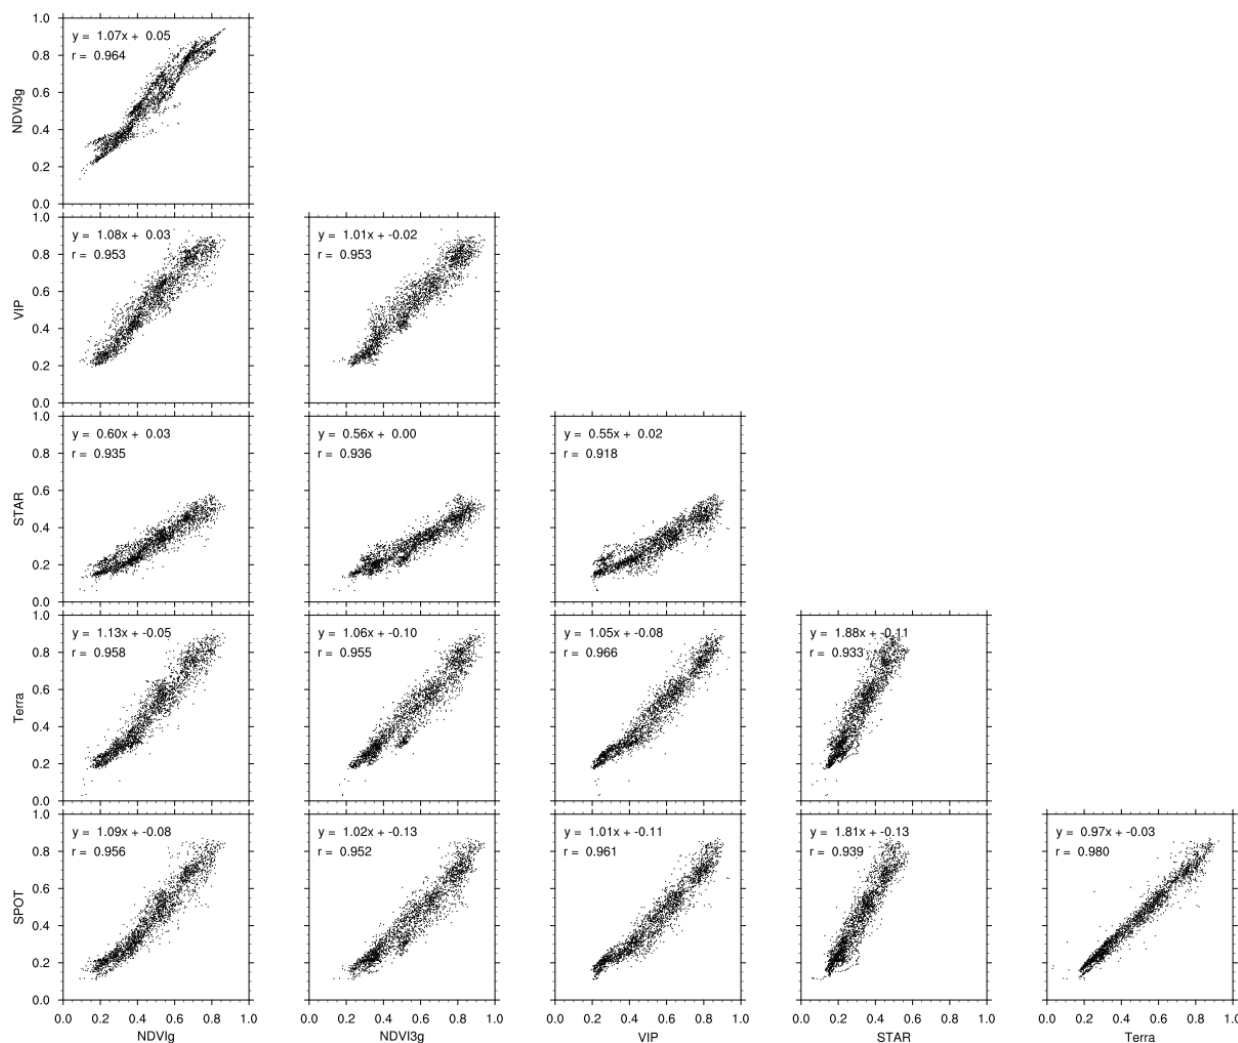 1.0
y = 1.07x + 0.05
r = 0.964
0.8
0.6
NDVI3g
0.4
0.2
0.0
1.0
y = 1.08x + 0.03
r = 0.953
y = 1.01x + -0.02
r = 0.953
0.8
0.6
VIP
0.4
0.2
0.0
1.0
y = 0.60x + 0.03
r = 0.935
y = 0.56x + 0.00
r = 0.936
y = 0.55x + 0.02
r = 0.918
0.8
0.6
STAR
0.4
0.2
0.0
1.0
y = 1.13x + -0.05
r = 0.958
y = 1.06x + -0.10
r = 0.955
y = 1.05x + -0.08
r = 0.966
y = 1.88x + -0.11
r = 0.933
0.8
0.6
Terra
0.4
0.2
0.0
1.0
y = 1.09x + -0.08
r = 0.956
y = 1.02x + -0.13
r = 0.952
y = 1.01x + -0.11
r = 0.961
y = 1.81x + -0.13
r = 0.939
y = 0.97x + -0.03
r = 0.980
0.8
0.6
SPOT
0.4
0.2
0.0
0.0 0.2 0.4 0.6 0.8 1.0
NDVIg
0.0 0.2 0.4 0.6 0.8 1.0
NDVI3g
0.0 0.2 0.4 0.6 0.8 1.0
VIP
0.0 0.2 0.4 0.6 0.8 1.0
STAR
0.0 0.2 0.4 0.6 0.8 1.0
Terra